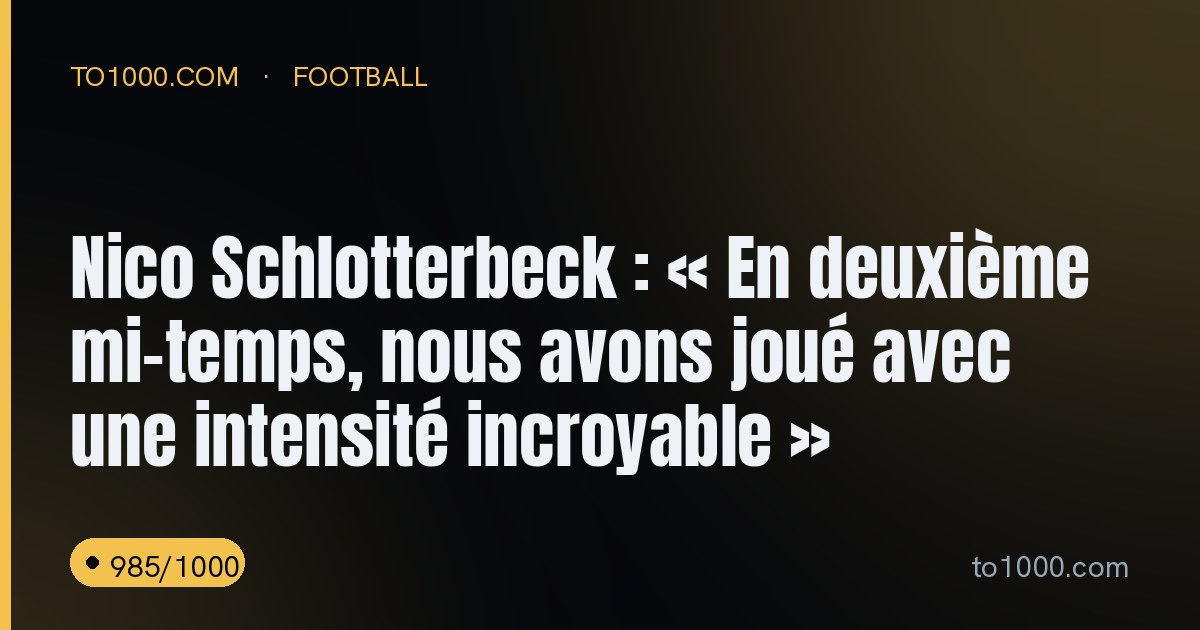 TO1000.COM · FOOTBALL
Nico Schlotterbeck : « En deuxième
mi-temps, nous avons joué avec
une intensité incroyable »
985/1000
to1000.com